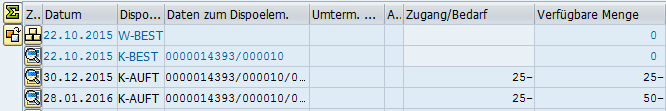 Z.. Datum Dispo... Daten zum Dispoelem. Umterm. ... A.. Zugang/Bedarf Verfügbare Menge
22.10.2015 W-BEST 0
22.10.2015 K-BEST 0000014393/000010 0
30.12.2015 K-AUFT 0000014393/000010/0... 25- 25-
28.01.2016 K-AUFT 0000014393/000010/0... 25- 50-